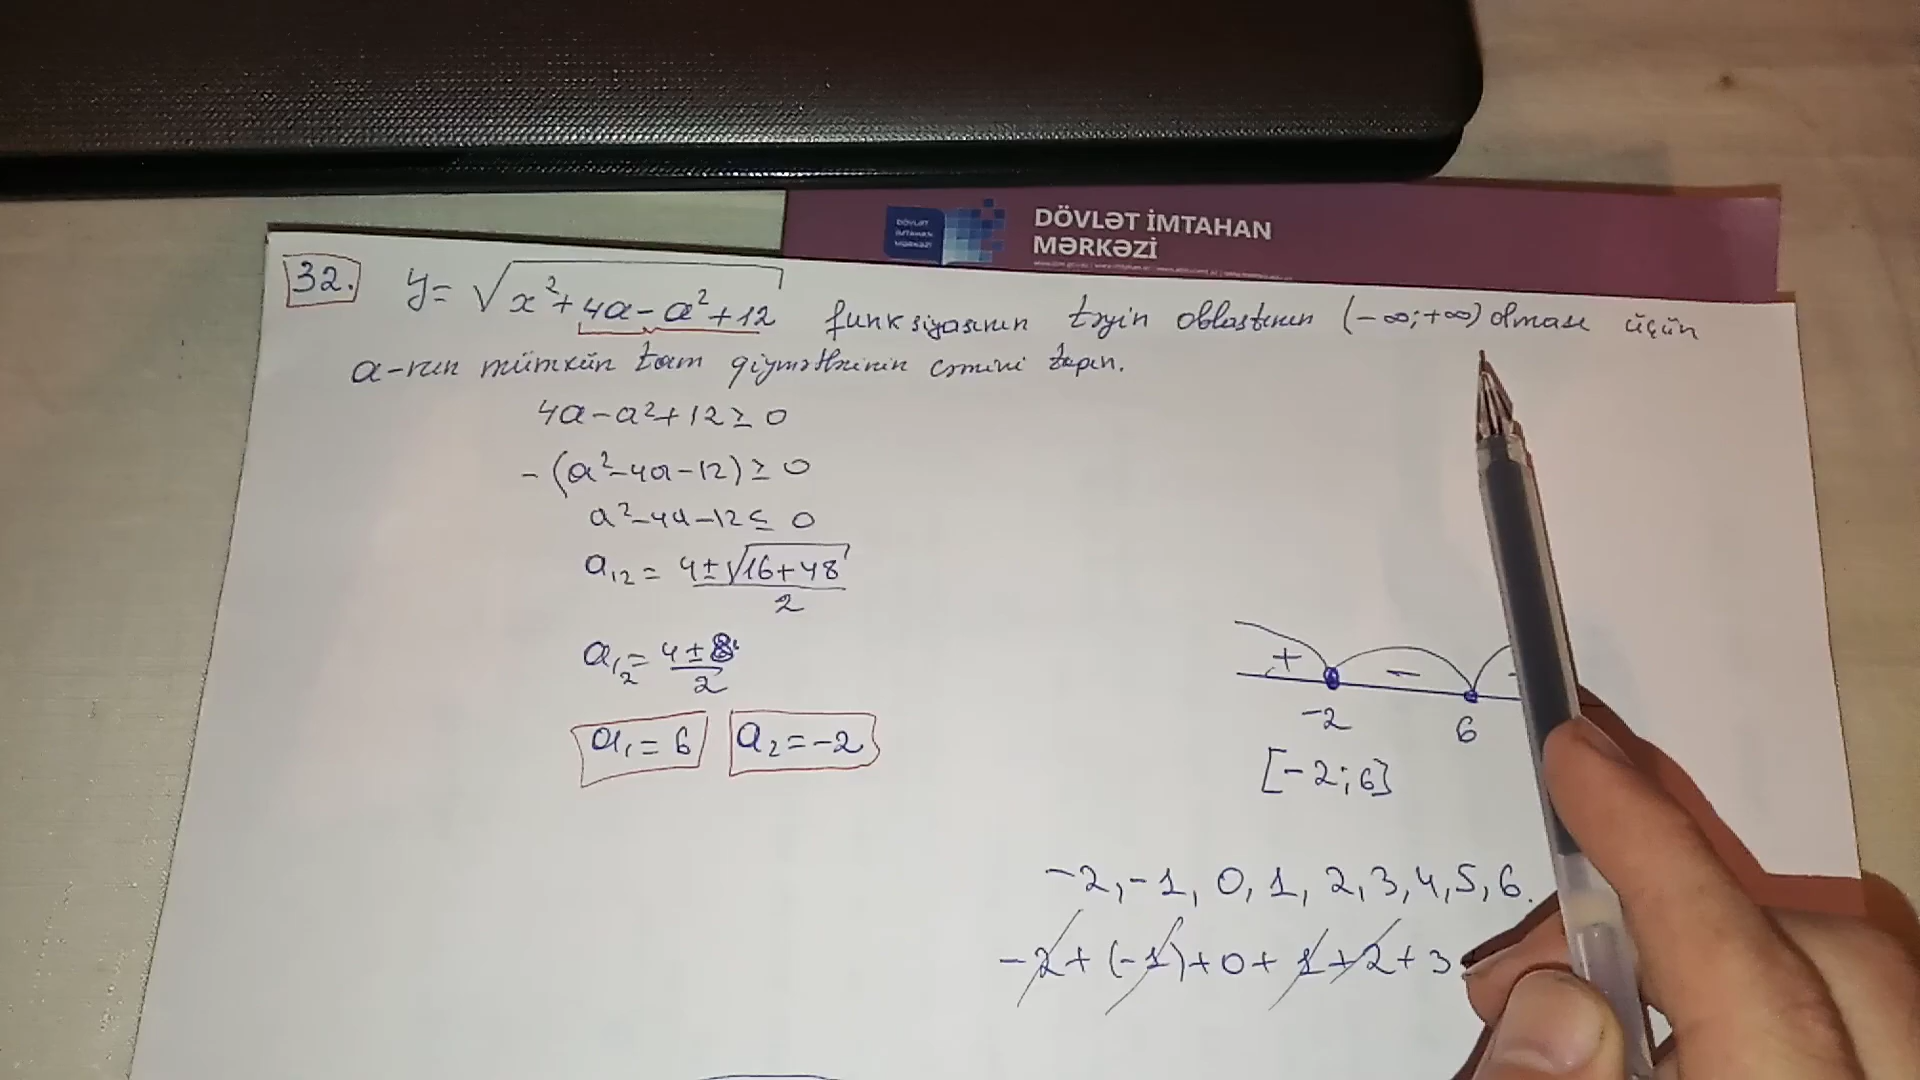 DÖVLƏT İMTAHAN
MƏRKƏZİ
DÖVLƏT
İMTAHAN
MƏRKƏZİ
32. y = √(x² + 4a − a² + 12) funksiyasının təyin oblastının (−∞; +∞) olması üçün
a-nın mümkün tam qiymətlərinin cəmini tapın.
4a − a² + 12 ≥ 0
− (a² − 4a − 12) ≥ 0
a² − 4a − 12 ≤ 0
a₁₂ = (4 ± √(16 + 48)) / 2
a₁₂ = (4 ± 8) / 2
a₁ = 6 a₂ = −2
+ −
−2 6
[−2; 6]
−2, −1, 0, 1, 2, 3, 4, 5, 6.
−2 + (−1) + 0 + 1 + 2 + 3